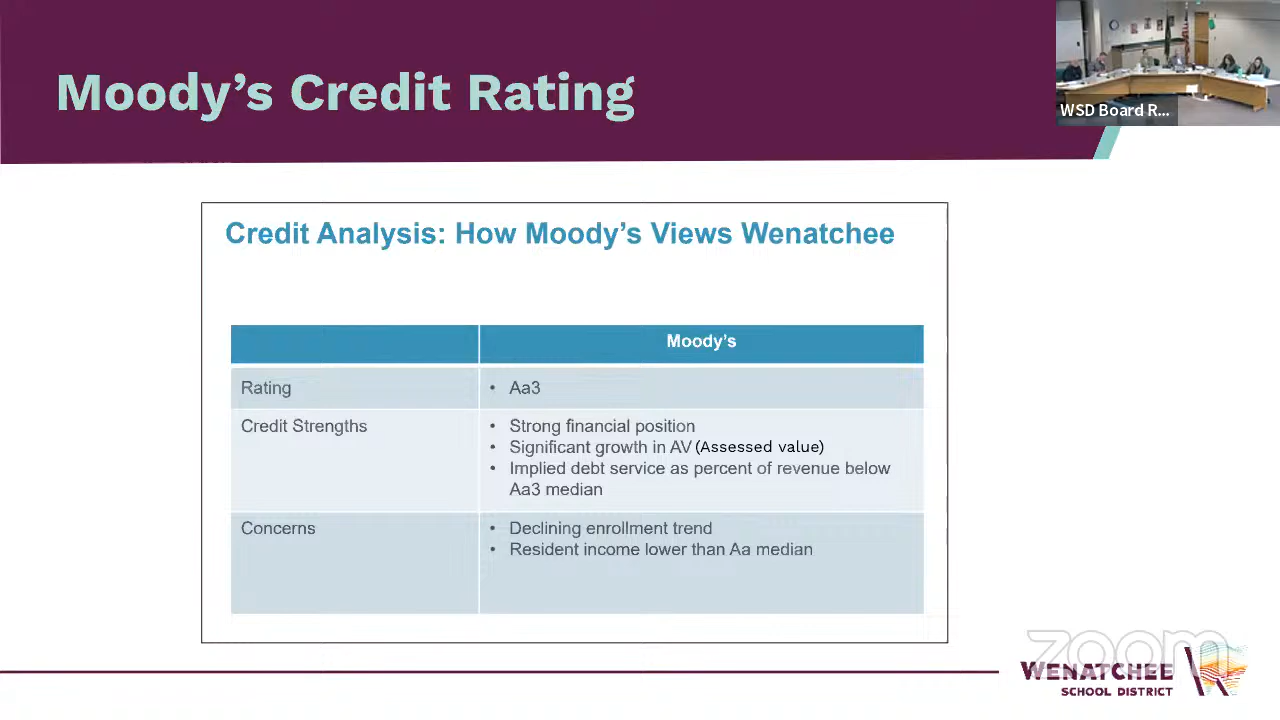 Moody's Credit Rating
WSD Board R...
Credit Analysis: How Moody's Views Wenatchee
Moody's
Rating
• Aa3
Credit Strengths
• Strong financial position
• Significant growth in AV (Assessed value)
• Implied debt service as percent of revenue below
Aa3 median
Concerns
• Declining enrollment trend
• Resident income lower than Aa median
zoom
WENATCHEE
SCHOOL DISTRICT